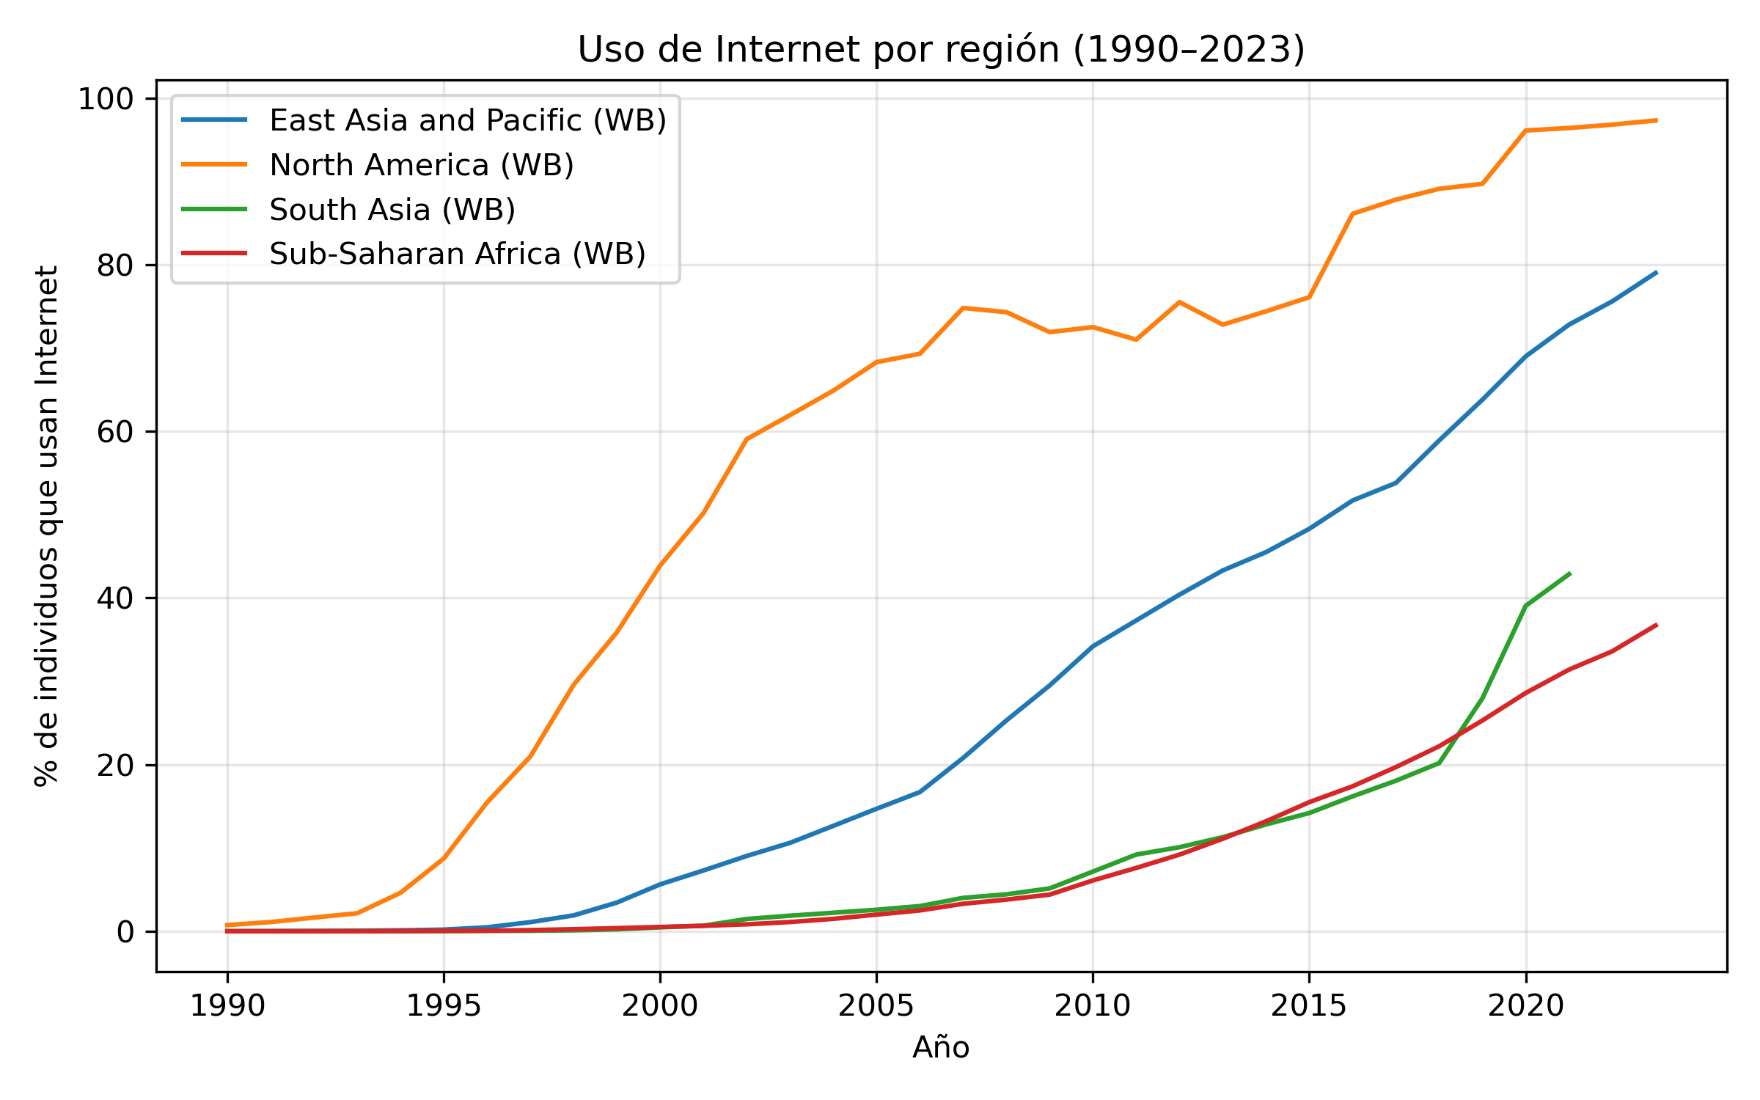 Uso de Internet por región (1990–2023)
East Asia and Pacific (WB)
North America (WB)
South Asia (WB)
Sub-Saharan Africa (WB)
% de individuos que usan Internet
100
80
60
40
20
0
1990 1995 2000 2005 2010 2015 2020
Año